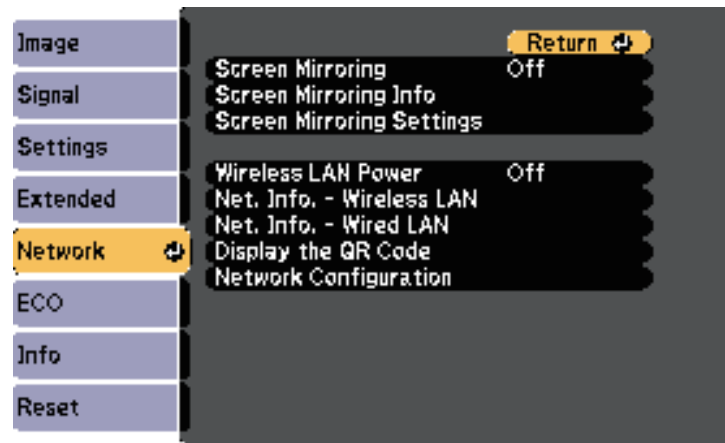 Image
Signal
Settings
Extended
Network
ECO
Info
Reset
Return
Screen Mirroring Off
Screen Mirroring Info
Screen Mirroring Settings
Wireless LAN Power Off
Net. Info. - Wireless LAN
Net. Info. - Wired LAN
Display the QR Code
Network Configuration